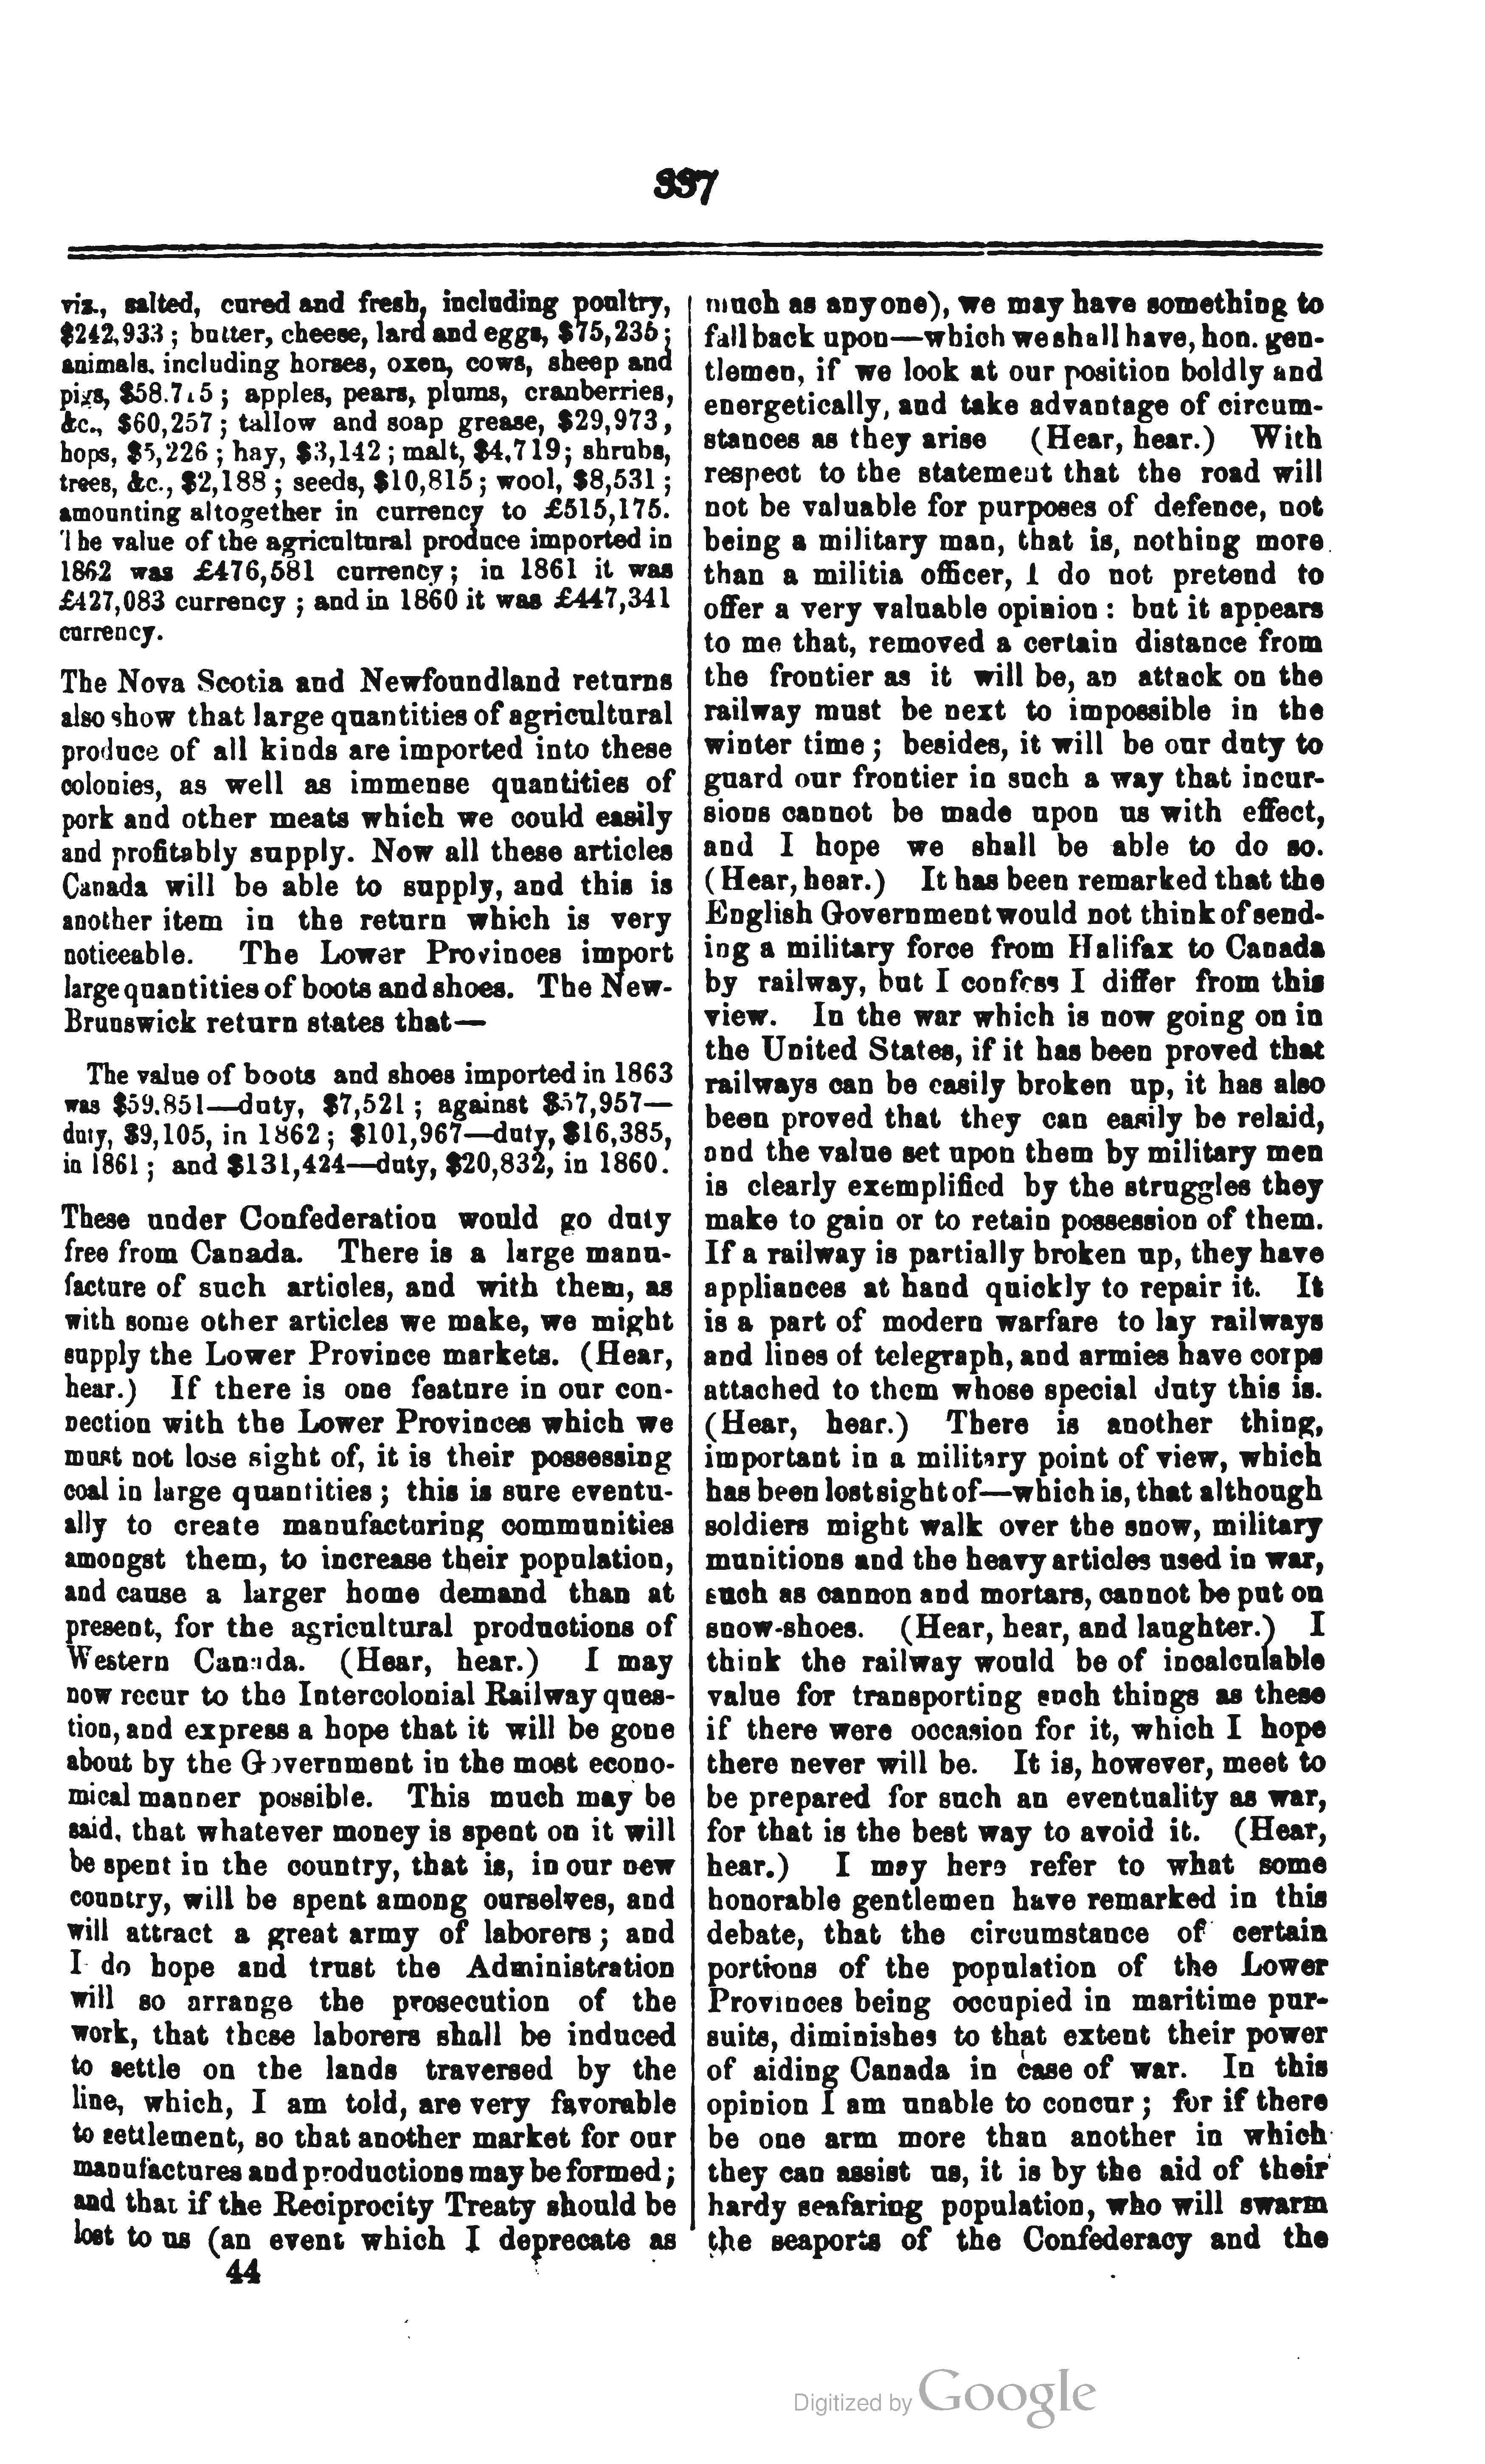 337
viz., salted, cured and fresh, including poultry,
$242,933; butter, cheese, lard and eggs, $75,235;
animals, including horses, oxen, cows, sheep and
pigs, apples, pears, plums, cranberries,
&c., $60,257; tallow and soap grease, $29,973,
hops, $5,226; hay, $3,142; malt, $4,719; shrubs,
trees, &c., $2,188; seeds, $10,815; wool, $8,531;
amounting altogether in currency to £515,175.
The value of the agricultural produce imported in
1862 was £476,581 currency; in 1861 it was
£427,083 currency; and in 1860 it was £447,341
currency.
The Nova Scotia and Newfoundland returns
also show that large quantities of agricultural
produce of all kinds are imported into these
colonies, as well as immense quantities of
pork and other meats which we could easily
and profitably supply. Now all these articles
Canada will be able to supply, and this is
another item in the return which is very
noticeable. The Lower Provinces import
large quantities of boots and shoes. The New-
Brunswick return states that—
The value of boots and shoes imported in 1863
was $59,851—duty, $7,521; against $57,957—
duty, $9,105, in 1862; $101,967—duty, $16,385,
in 1861; and $131,424—duty, $20,832, in 1860.
These under Confederation would go duty
free from Canada. There is a large manu-
facture of such articles, and with them, as
with some other articles we make, we might
supply the Lower Province markets. (Hear,
hear.) If there is one feature in our con-
nection with the Lower Provinces which we
must not lose sight of, it is their possessing
coal in large quantities; this is sure eventu-
ally to create manufacturing communities
amongst them, to increase their population,
and cause a larger home demand than at
present, for the agricultural productions of
Western Canada. (Hear, hear.) I may
now recur to the Intercolonial Railway ques-
tion, and express a hope that it will be gone
about by the Government in the most econo-
mical manner possible. This much may be
said, that whatever money is spent on it will
be spent in the country, that is, in our new
country, will be spent among ourselves, and
will attract a great army of laborers; and
I do hope and trust the Administration
will so arrange the prosecution of the
work, that these laborers shall be induced
to settle on the lands traversed by the
line, which, I am told, are very favorable
to settlement, so that another market for our
manufactures and productions may be formed;
and that if the Reciprocity Treaty should be
lost to us (an event which I deprecate as
44
much as any one), we may have something to
fall back upon—which we shall have, hon. gen-
tlemen, if we look at our position boldly and
energetically, and take advantage of circum-
stances as they arise (Hear, hear.) With
respect to the statement that the road will
not be valuable for purposes of defence, not
being a military man, that is, nothing more
than a militia officer, I do not pretend to
offer a very valuable opinion: but it appears
to me that, removed a certain distance from
the frontier as it will be, an attack on the
railway must be next to impossible in the
winter time; besides, it will be our duty to
guard our frontier in such a way that incur-
sions cannot be made upon us with effect,
and I hope we shall be able to do so.
(Hear, hear.) It has been remarked that the
English Government would not think of send-
ing a military force from Halifax to Canada
by railway, but I confess I differ from this
view. In the war which is now going on in
the United States, if it has been proved that
railways can be easily broken up, it has also
been proved that they can easily be relaid,
and the value set upon them by military men
is clearly exemplified by the struggles they
make to gain or to retain possession of them.
If a railway is partially broken up, they have
appliances at hand quickly to repair it. It
is a part of modern warfare to lay railways
and lines of telegraph, and armies have corps
attached to them whose special duty this is.
(Hear, hear.) There is another thing,
important in a military point of view, which
has been lost sight of—which is, that although
soldiers might walk over the snow, military
munitions and the heavy articles used in war,
such as cannon and mortars, cannot be put on
snow-shoes. (Hear, hear, and laughter.) I
think the railway would be of incalculable
value for transporting such things as these
if there were occasion for it, which I hope
there never will be. It is, however, meet to
be prepared for such an eventuality as war,
for that is the best way to avoid it. (Hear,
hear.) I may here refer to what some
honorable gentlemen have remarked in this
debate, that the circumstance of certain
portions of the population of the Lower
Provinces being occupied in maritime pur-
suits, diminishes to that extent their power
of aiding Canada in case of war. In this
opinion I am unable to concur; for if there
be one arm more than another in which
they can assist us, it is by the aid of their
hardy seafaring population, who will swarm
the seaports of the Confederacy and the
Digitized by Google